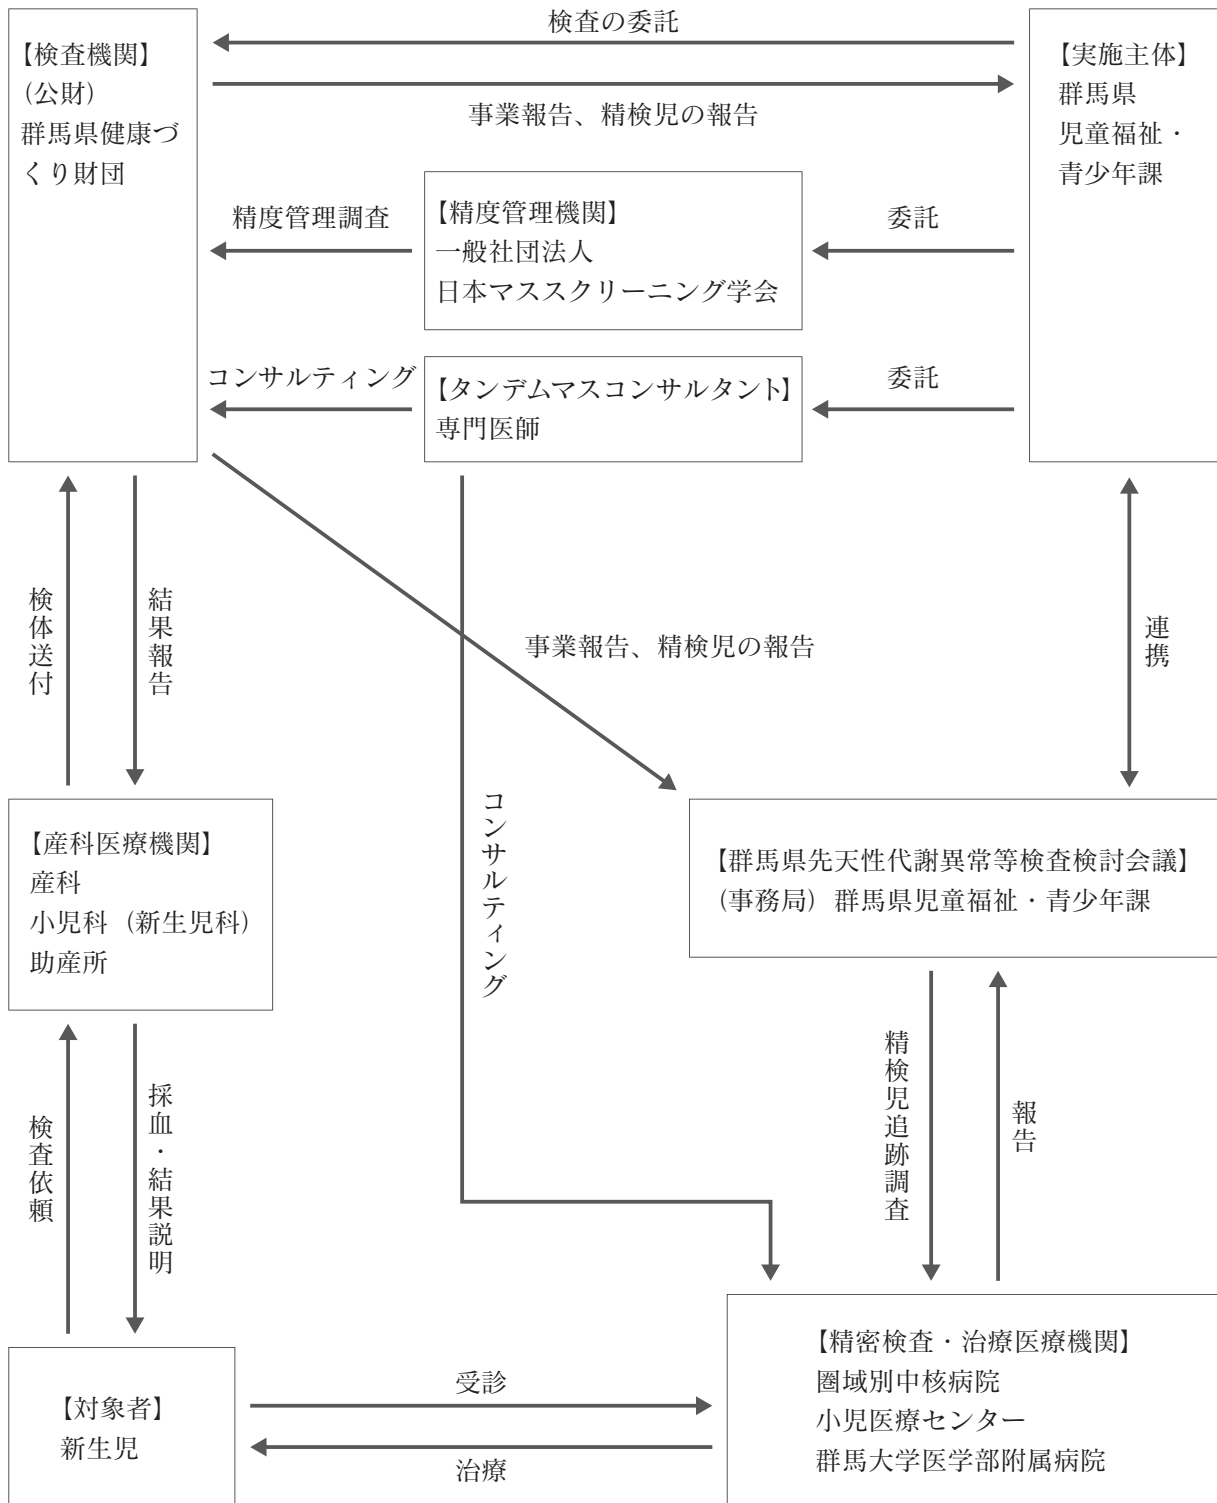 検査の委託
【検査機関】
（公財）
群馬県健康づ
くり財団
【実施主体】
群馬県
児童福祉・
青少年課
事業報告、精検児の報告
精度管理調査
【精度管理機関】
一般社団法人
日本マススクリーニング学会
委託
コンサルティング
【タンデムマスコンサルタント】
専門医師
委託
検体送付
結果報告
事業報告、精検児の報告
連携
コンサルティング
【産科医療機関】
産科
小児科（新生児科）
助産所
【群馬県先天性代謝異常等検査検討会議】
（事務局）群馬県児童福祉・青少年課
検査依頼
採血・結果説明
精検児追跡調査
報告
【対象者】
新生児
受診
治療
【精密検査・治療医療機関】
圏域別中核病院
小児医療センター
群馬大学医学部附属病院